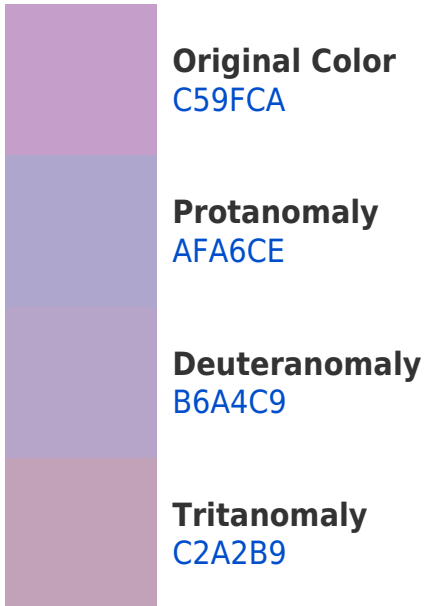 Original Color
C59FCA
Protanomaly
AFA6CE
Deuteranomaly
B6A4C9
Tritanomaly
C2A2B9